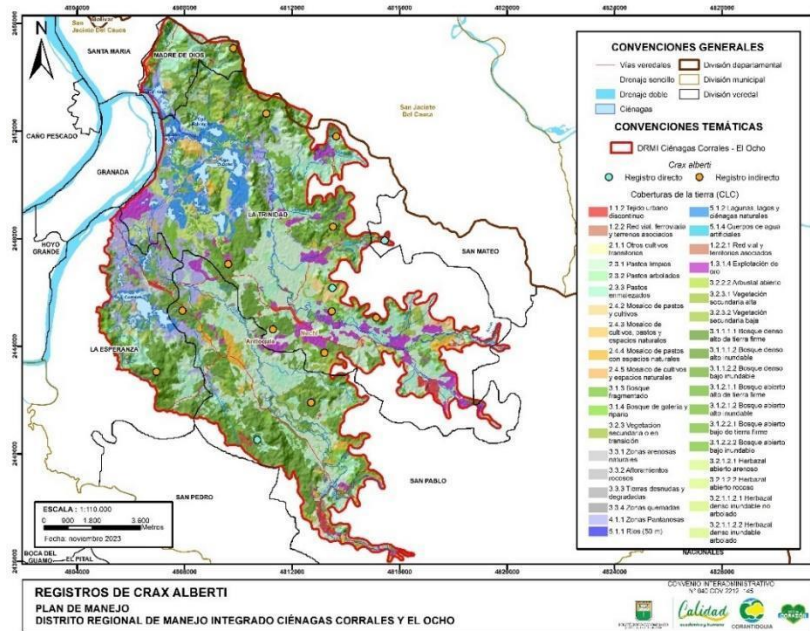 4804000
4808000
4812000
4816000
4820000
4824000
4828000
San
Jacinto Del Cauca
SANTA MARIA
MADRE DE DIOS
N
CAÑO PESCADO
GRANADA
HOYO
GRANDE
LA TRINIDAD
San Jacinto
Del Cauca
SAN MATEO
LA ESPERANZA
Nechí
Antioquia
SAN PEDRO
SAN PABLO
BOCA DEL
GUAMO
EL PITAL
NACIONALES
ESCALA : 1:110.000
0 900 1.800 3.600
Metros
Fecha: noviembre 2023
CONVENCIONES GENERALES
Vías veredales
División departamental
Drenaje sencillo
División municipal
Drenaje doble
División veredal
Ciénagas
CONVENCIONES TEMÁTICAS
DRMI Ciénagas Corrales - El Ocho
Crax alberti
Registro directo
Registro indirecto
Coberturas de la tierra (CLC)
1.1.2 Tejido urbano
discontinuo
1.2.2 Red vial, ferroviaria
y terrenos asociados
2.1.1 Otros cultivos
transitorios
2.3.1 Pastos limpios
2.3.2 Pastos arbolados
2.3.3 Pastos
enmalezados
2.4.2 Mosaico de pastos
y cultivos
2.4.3 Mosaico de
cultivos, pastos y
espacios naturales
2.4.4 Mosaico de pastos
con espacios naturales
2.4.5 Mosaico de cultivos
y espacios naturales
3.1.3 Bosque
fragmentado
3.1.4 Bosque de galería y
ripario
3.2.3 Vegetación
secundaria o en
transición
3.3.1 Zonas arenosas
naturales
3.3.2 Afloramientos
rocosos
3.3.3 Tierras desnudas y
degradadas
3.3.4 Zonas quemadas
4.1.1 Zonas Pantanosas
5.1.1 Ríos (50 m)
5.1.2 Lagunas, lagos y
ciénagas naturales
5.1.4 Cuerpos de agua
artificiales
1.2.2.1 Red vial y
territorios asociados
1.3.1.4 Explotación de
oro
3.2.2.2 Arbustal abierto
3.2.3.1 Vegetación
secundaria alta
3.2.3.2 Vegetación
secundaria baja
3.1.1.1.1 Bosque denso
alto de tierra firme
3.1.1.1.2 Bosque denso
alto inundable
3.1.1.2.2 Bosque denso
bajo inundable
3.1.2.1.1 Bosque abierto
alto de tierra firme
3.1.2.1.2 Bosque abierto
alto inundable
3.1.2.2.1 Bosque abierto
bajo de tierra firme
3.1.2.2.2 Bosque abierto
bajo inundable
3.2.1.2.1 Herbazal
abierto arenoso
3.2.1.2.2 Herbazal
abierto rocoso
3.2.1.1.2.1 Herbazal
denso inundable no
arbolado
3.2.1.1.2.2 Herbazal
denso inundable
arbolado
REGISTROS DE CRAX ALBERTI
PLAN DE MANEJO
DISTRITO REGIONAL DE MANEJO INTEGRADO CIÉNAGAS CORRALES Y EL OCHO
CONVENIO INTERADMINISTRATIVO
Calidad
académica y humana
CORANTIOQUIA